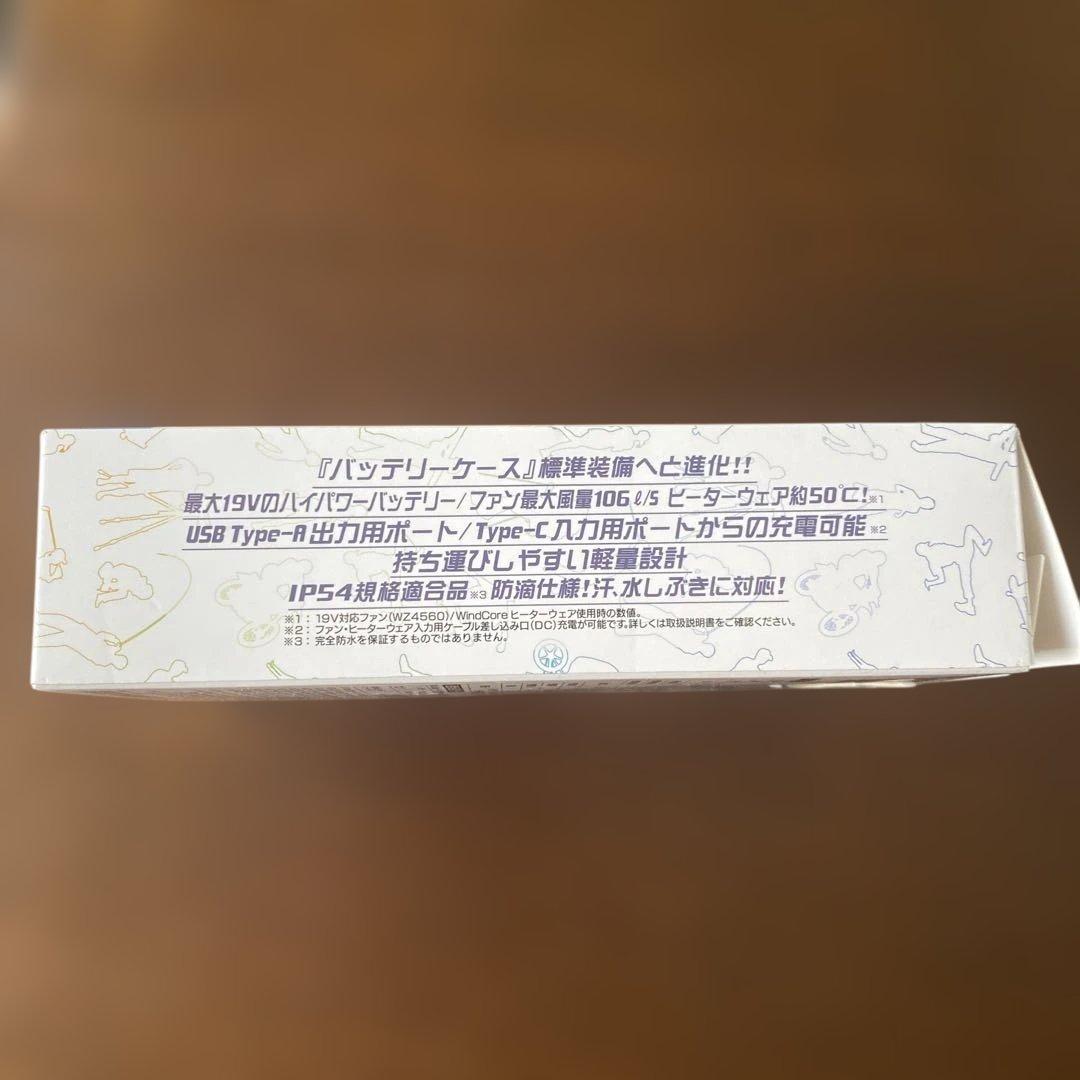 『バッテリーケース』標準装備へと進化!!
最大19Vのハイパワーバッテリー/ファン最大風量106ℓ/S ヒーターウェア約50℃!※1
USB Type-A 出力用ポート/Type-C 入力用ポートからの充電可能※2
持ち運びしやすい軽量設計
IP54規格適合品※3 防滴仕様!汗、水しぶきに対応!
※1:19V対応ファン(WZ4560)/WindCoreヒーターウェア使用時の数値。
※2:ファン・ヒーターウェア入力用ケーブル差し込み口(DC)充電が可能です。詳しくは取扱説明書をご確認ください。
※3:完全防水を保証するものではありません。